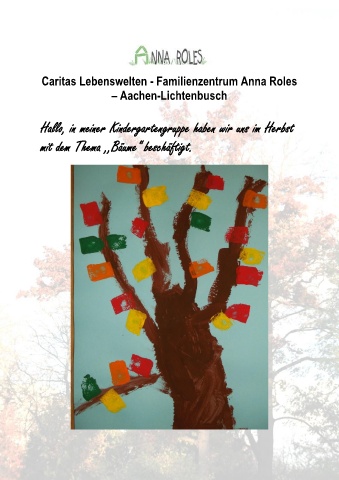 ANNA ROLES
Caritas Lebenswelten - Familienzentrum Anna Roles
– Aachen-Lichtenbusch
Hallo, in meiner Kindergartengruppe haben wir uns im Herbst
mit dem Thema ,,Bäume“ beschäftigt.